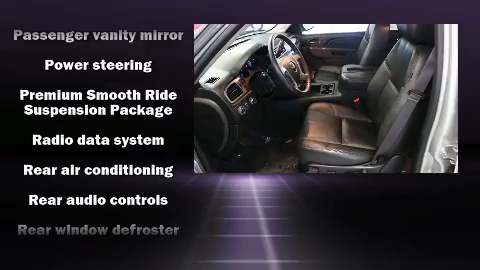 Passenger vanity mirror
Power steering
Premium Smooth Ride
Suspension Package
Radio data system
Rear air conditioning
Rear audio controls
Rear window defroster